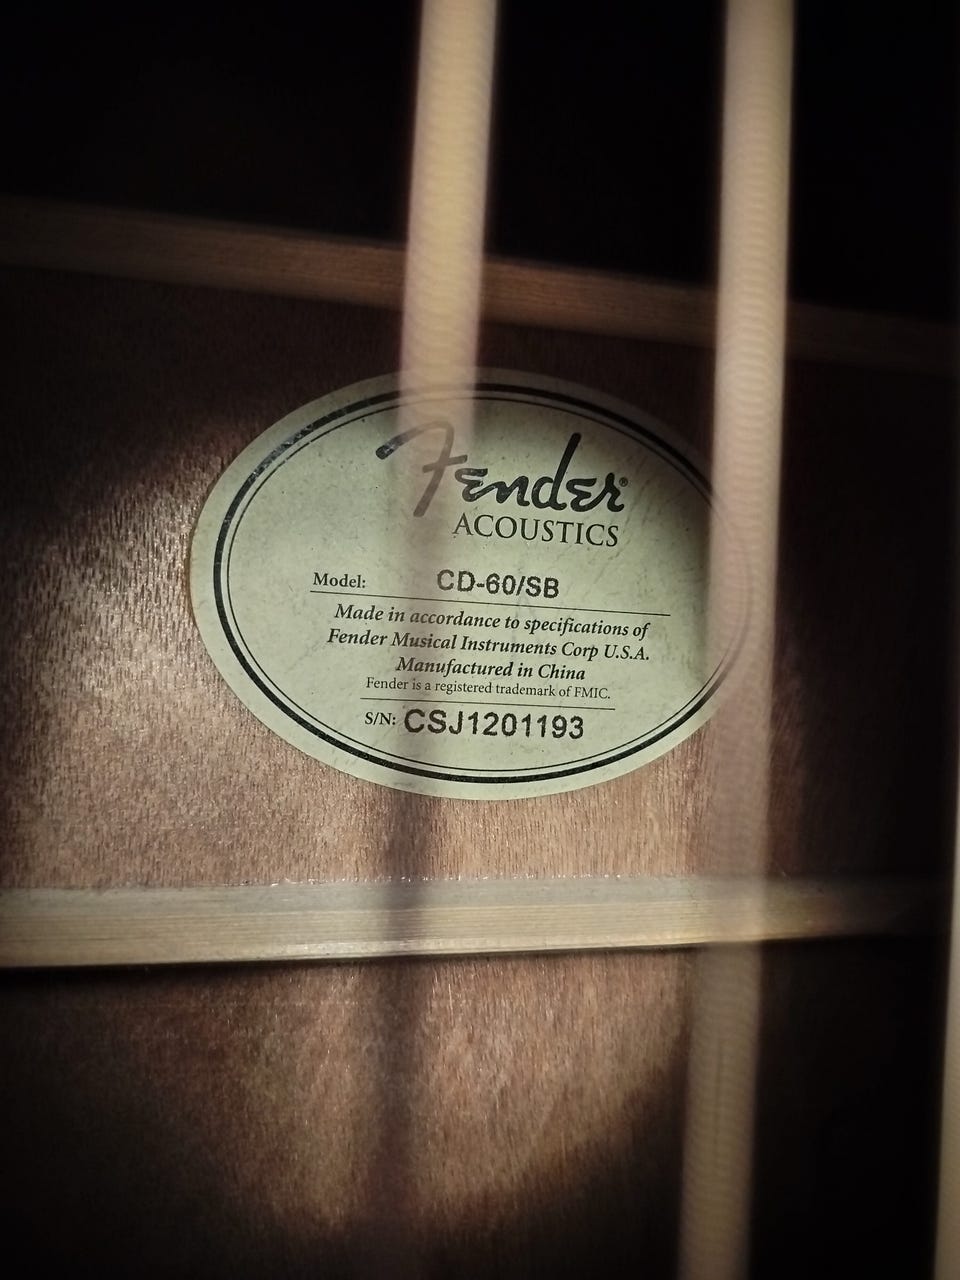 Fender®
ACOUSTICS
Model: CD-60/SB
Made in accordance to specifications of
Fender Musical Instruments Corp U.S.A.
Manufactured in China
Fender is a registered trademark of FMIC.
S/N: CSJ1201193